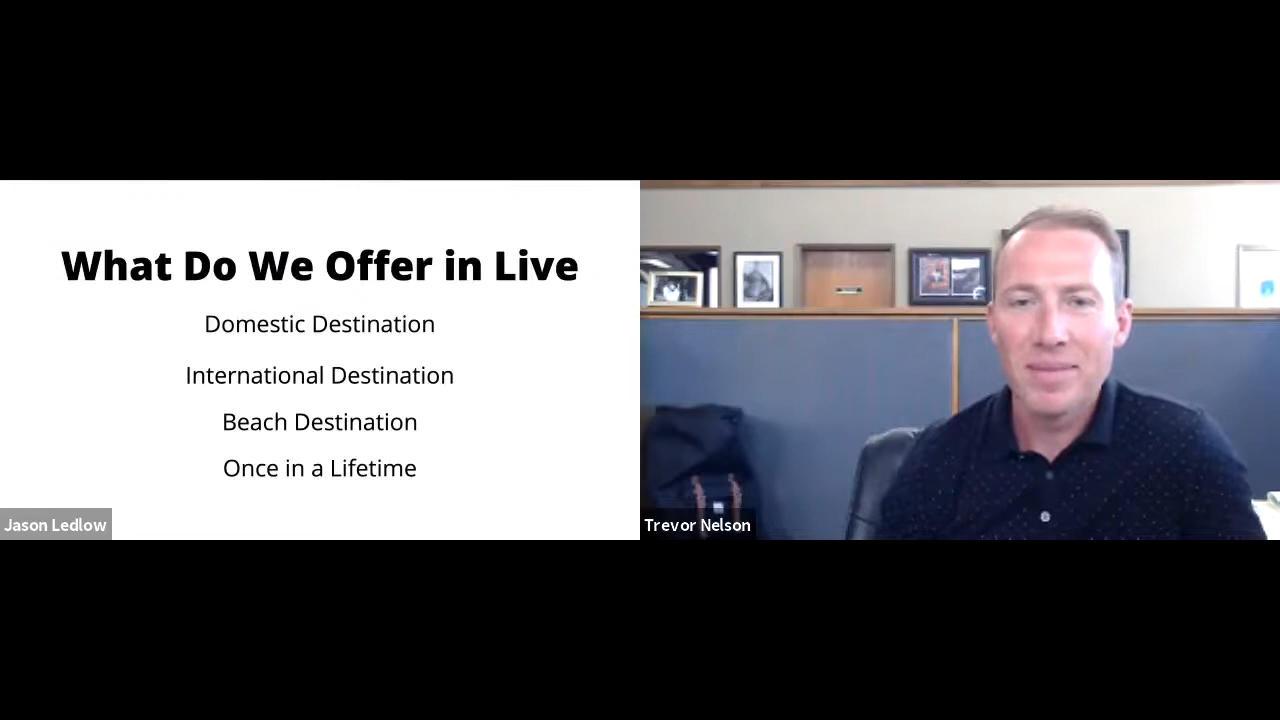 What Do We Offer in Live
Domestic Destination
International Destination
Beach Destination
Once in a Lifetime
Jason Ledlow
Trevor Nelson